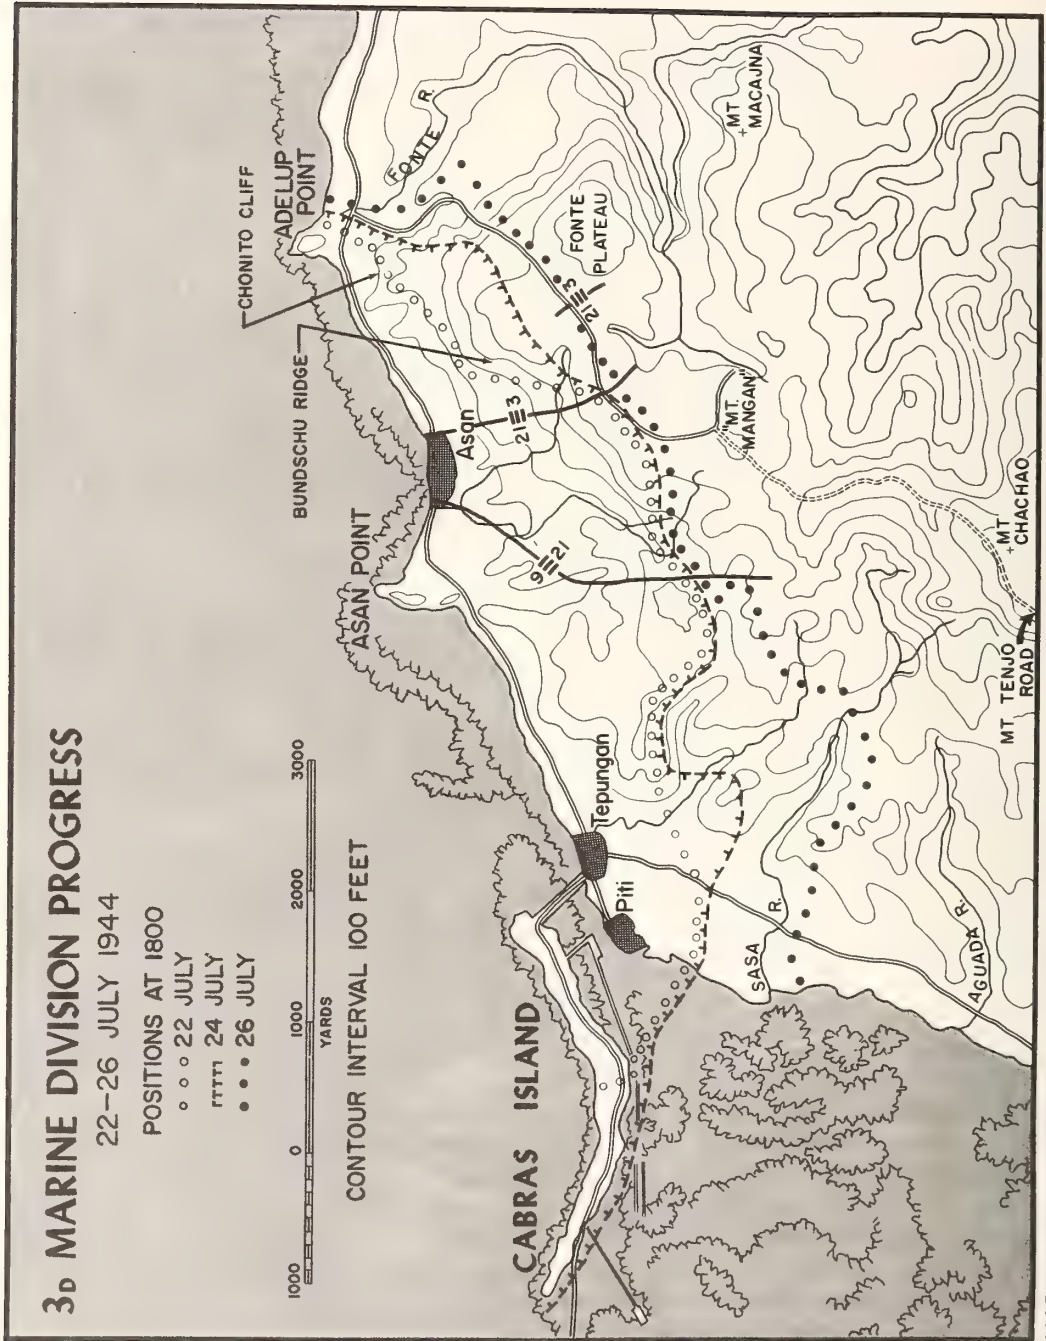 3D MARINE DIVISION PROGRESS
22-26 JULY 1944
POSITIONS AT 1800
22 JULY
24 JULY
26 JULY
1000 0 1000 2000 3000
YARDS
CONTOUR INTERVAL 100 FEET
CHONITO CLIFF
BUNDSCHU RIDGE
ADELUP
POINT
FONTE R.
MT
MACAJNA
FONTE
PLATEAU
21 3
Asan
21 3
ASAN POINT
9 21
"MT.
MANGAN"
MT
CHACHAO
MT TENJO
ROAD
Tepungan
Piti
CABRAS ISLAND
SASA R.
AGUADA R.